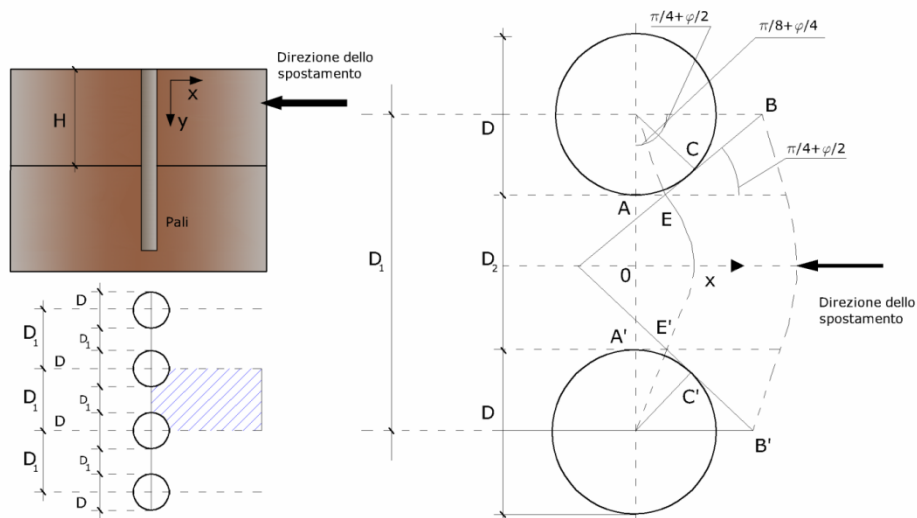 Direzione dello
spostamento
H
x
y
Pali
D
D₁
D₁
D
D₁
D₁
D
D₁
D₁
D₁
D
π/4+φ/2
π/8+φ/4
D
B
C
π/4+φ/2
A
E
D₁
D₂
0
x
Direzione dello
spostamento
A'
E'
C'
D
B'